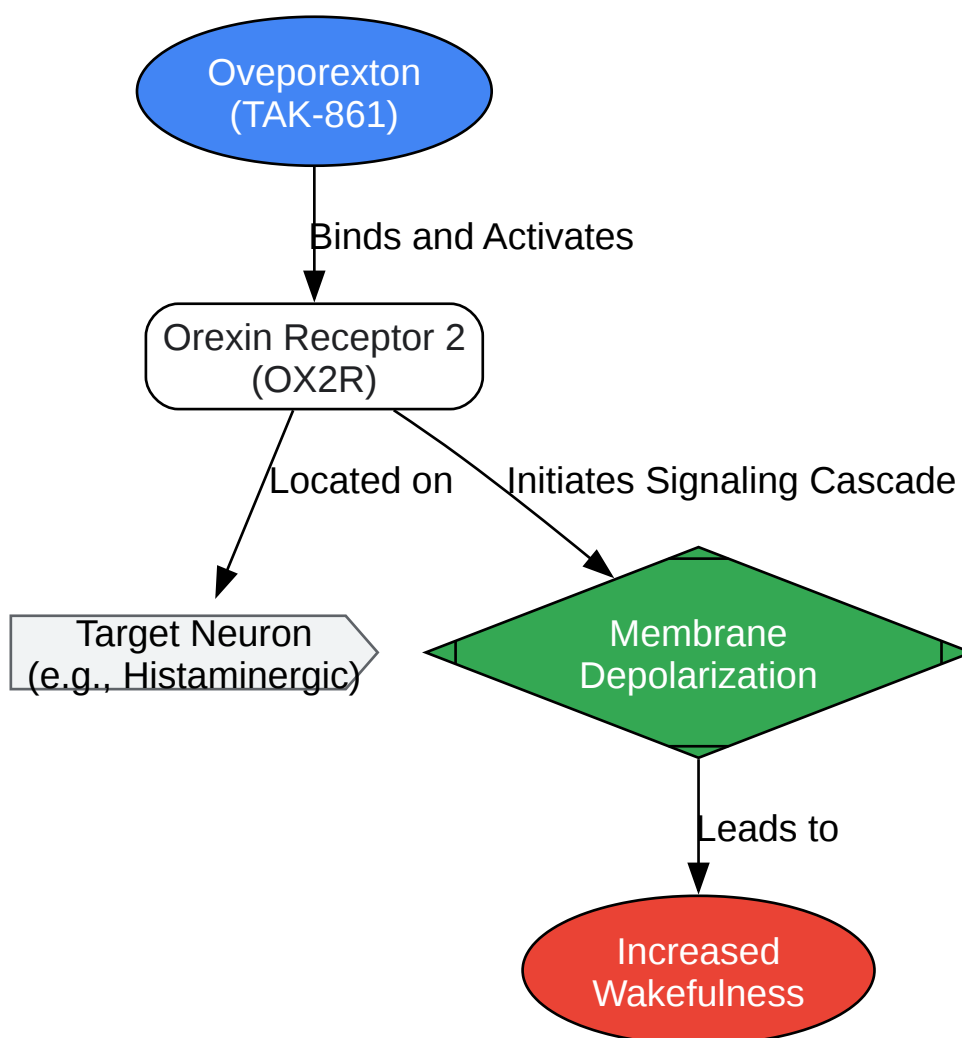 Oveporexton
(TAK-861)
Binds and Activates
Orexin Receptor 2
(OX2R)
Located on
Initiates Signaling Cascade
Target Neuron
(e.g., Histaminergic)
Membrane
Depolarization
Leads to
Increased
Wakefulness